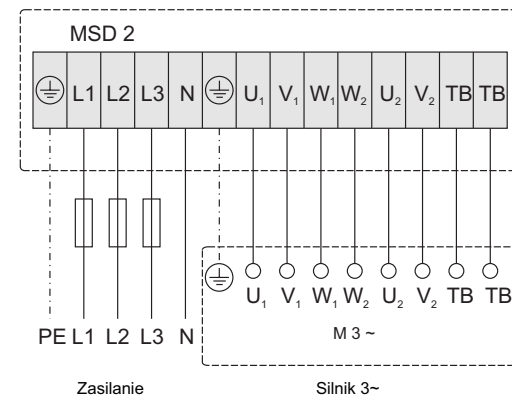 MSD 2
L1 L2 L3 N U₁ V₁ W₁ W₂ U₂ V₂ TB TB
U₁ V₁ W₁ W₂ U₂ V₂ TB TB
PE L1 L2 L3 N
M 3 ~
Zasilanie Silnik 3~